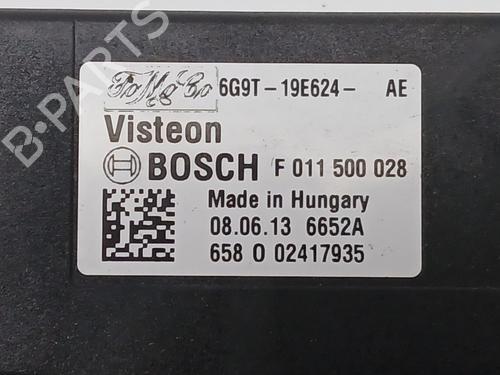 FoMoCo 6G9T-19E624- AE
Visteon
BOSCH F 011 500 028
Made in Hungary
08.06.13 6652A
658 0 02417935
B-PARTS